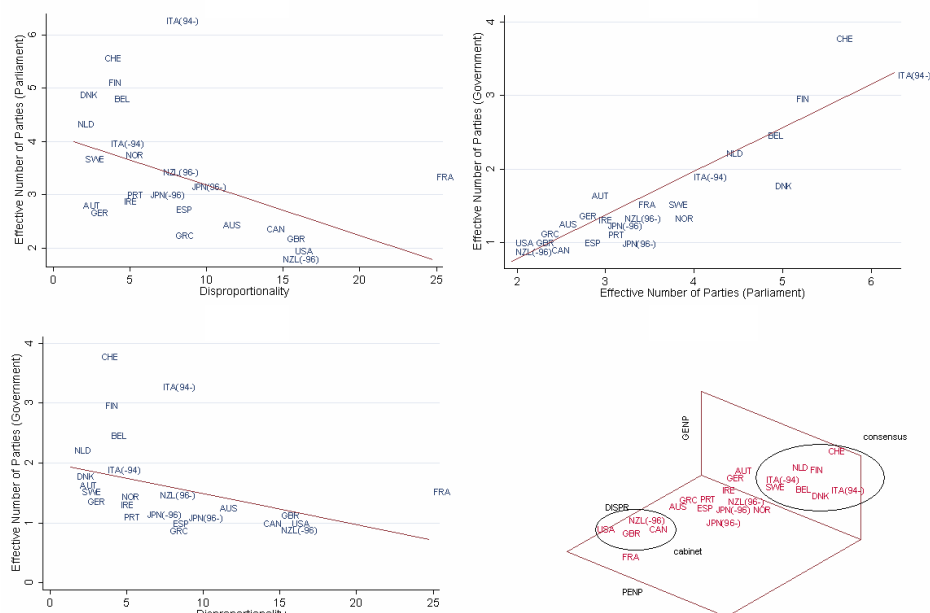 Effective Number of Parties (Parliament)
6
5
4
3
2
ITA(94-)
CHE
FIN
DNK
BEL
NLD
ITA(-94)
NOR
SWE
NZL(96-)
FRA
JPN(96-)
PRT
JPN(-96)
IRE
AUT
GER
ESP
AUS
CAN
GRC
GBR
USA
NZL(-96)
0
5
10
15
20
25
Disproportionality
Effective Number of Parties (Government)
4
3
2
1
CHE
ITA(94-)
FIN
BEL
NLD
ITA(-94)
DNK
AUT
FRA
SWE
GER
IRE
NZL(96-)
NOR
AUS
JPN(-96)
GRC
PRT
USA
GBR
ESP
JPN(96-)
NZL(-96)
CAN
2
3
4
5
6
Effective Number of Parties (Parliament)
Effective Number of Parties (Government)
4
3
2
1
0
CHE
ITA(94-)
FIN
BEL
NLD
ITA(-94)
DNK
AUT
SWE
NOR
NZL(96-)
FRA
GER
IRE
AUS
PRT
JPN(-96)
JPN(96-)
GBR
ESP
CAN
USA
GRC
NZL(-96)
0
5
10
15
20
25
Disproportionality
GENP
consensus
CHE
AUT
NLD
FIN
GER
ITA(-94)
SWE
BEL
ITA(94-)
IRE
DNK
GRC
PRT
NZL(96-)
DISPR
AUS
ESP
JPN(-96)
NOR
NZL(-96)
JPN(96-)
USA
GBR
CAN
cabinet
FRA
PENP